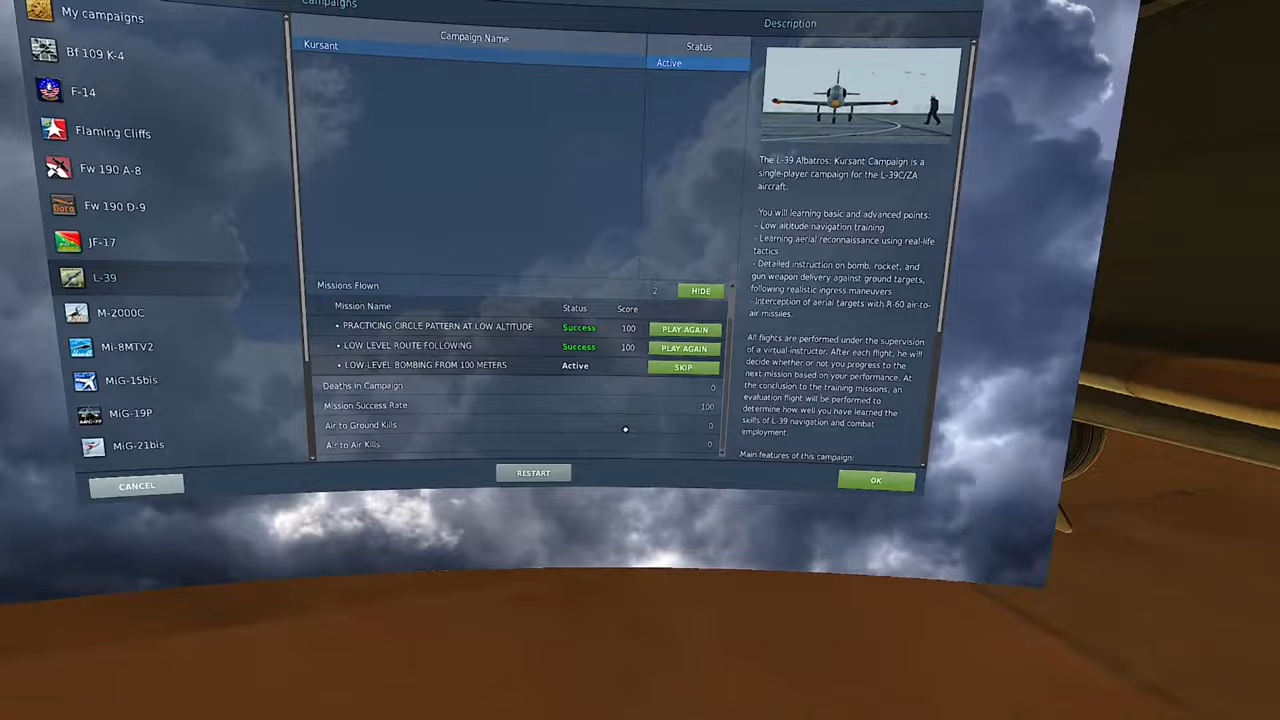 Campaigns
My campaigns
Bf 109 K-4
F-14
Flaming Cliffs
Fw 190 A-8
Fw 190 D-9
JF-17
L-39
M-2000C
Mi-8MTV2
MiG-15bis
MiG-19P
MiG-21bis
CANCEL
Campaign Name
Status
Kursant
Active
Missions Flown
2
HIDE
Mission Name
Status
Score
• PRACTICING CIRCLE PATTERN AT LOW ALTITUDE
Success
100
PLAY AGAIN
• LOW LEVEL ROUTE FOLLOWING
Success
100
PLAY AGAIN
• LOW-LEVEL BOMBING FROM 100 METERS
Active
SKIP
Deaths in Campaign
0
Mission Success Rate
100
Air to Ground Kills
0
Air to Air Kills
0
RESTART
Description
The L-39 Albatros: Kursant Campaign is a
single-player campaign for the L-39C/ZA
aircraft.
You will learning basic and advanced points:
- Low altitude navigation training
- Learning aerial reconnaissance using real-life
tactics
- Detailed instruction on bomb, rocket, and
gun weapon delivery against ground targets,
following realistic ingress maneuvers
- Interception of aerial targets with R-60 air-to-
air missiles.
All flights are performed under the supervision
of a virtual instructor. After each flight, he will
decide whether or not you progress to the
next mission based on your performance. At
the conclusion to the training missions, an
evaluation flight will be performed to
determine how well you have learned the
skills of L-39 navigation and combat
employment.
Main features of this campaign:
OK